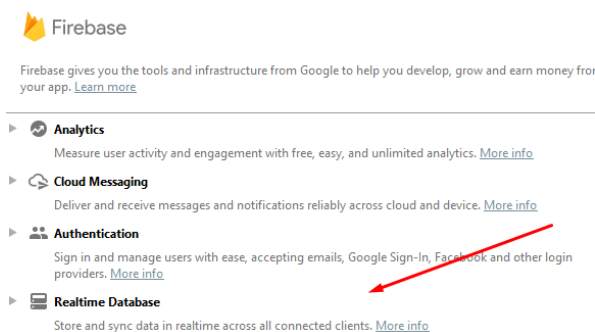 Firebase
Firebase gives you the tools and infrastructure from Google to help you develop, grow and earn money from
your app. Learn more
Analytics
Measure user activity and engagement with free, easy, and unlimited analytics. More info
Cloud Messaging
Deliver and receive messages and notifications reliably across cloud and device. More info
Authentication
Sign in and manage users with ease, accepting emails, Google Sign-In, Facebook and other login
providers. More info
Realtime Database
Store and sync data in realtime across all connected clients. More info